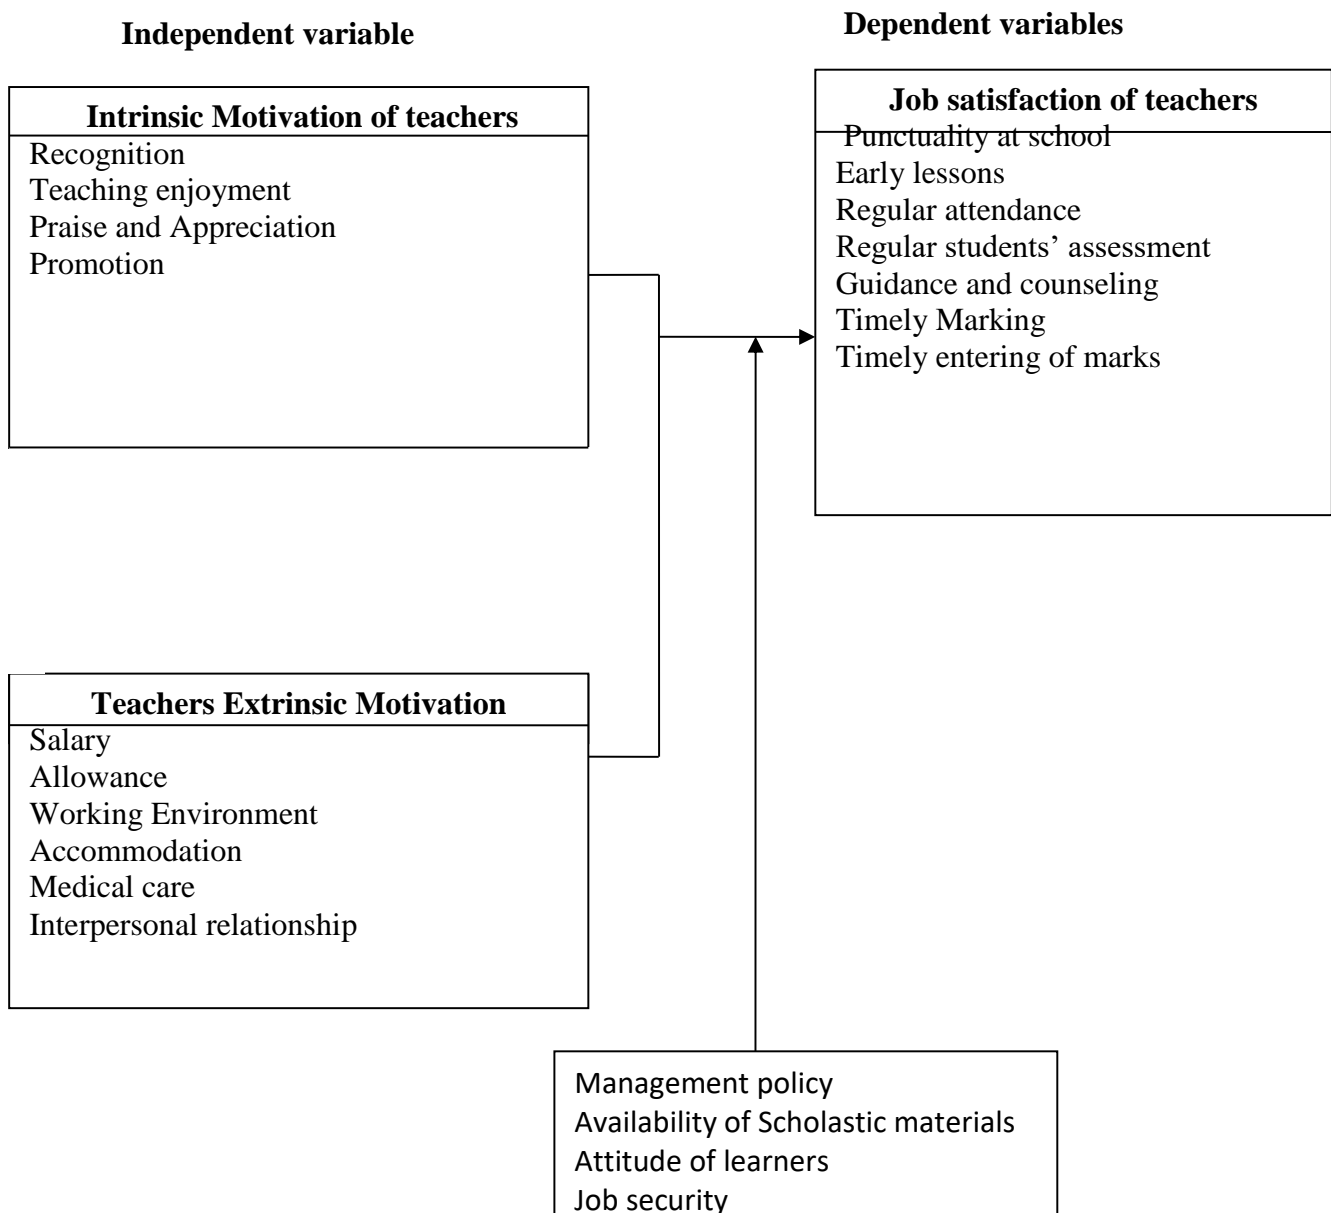 Independent variable
Dependent variables
Intrinsic Motivation of teachers
Recognition
Teaching enjoyment
Praise and Appreciation
Promotion
Job satisfaction of teachers
Punctuality at school
Early lessons
Regular attendance
Regular students’ assessment
Guidance and counseling
Timely Marking
Timely entering of marks
Teachers Extrinsic Motivation
Salary
Allowance
Working Environment
Accommodation
Medical care
Interpersonal relationship
Management policy
Availability of Scholastic materials
Attitude of learners
Job security